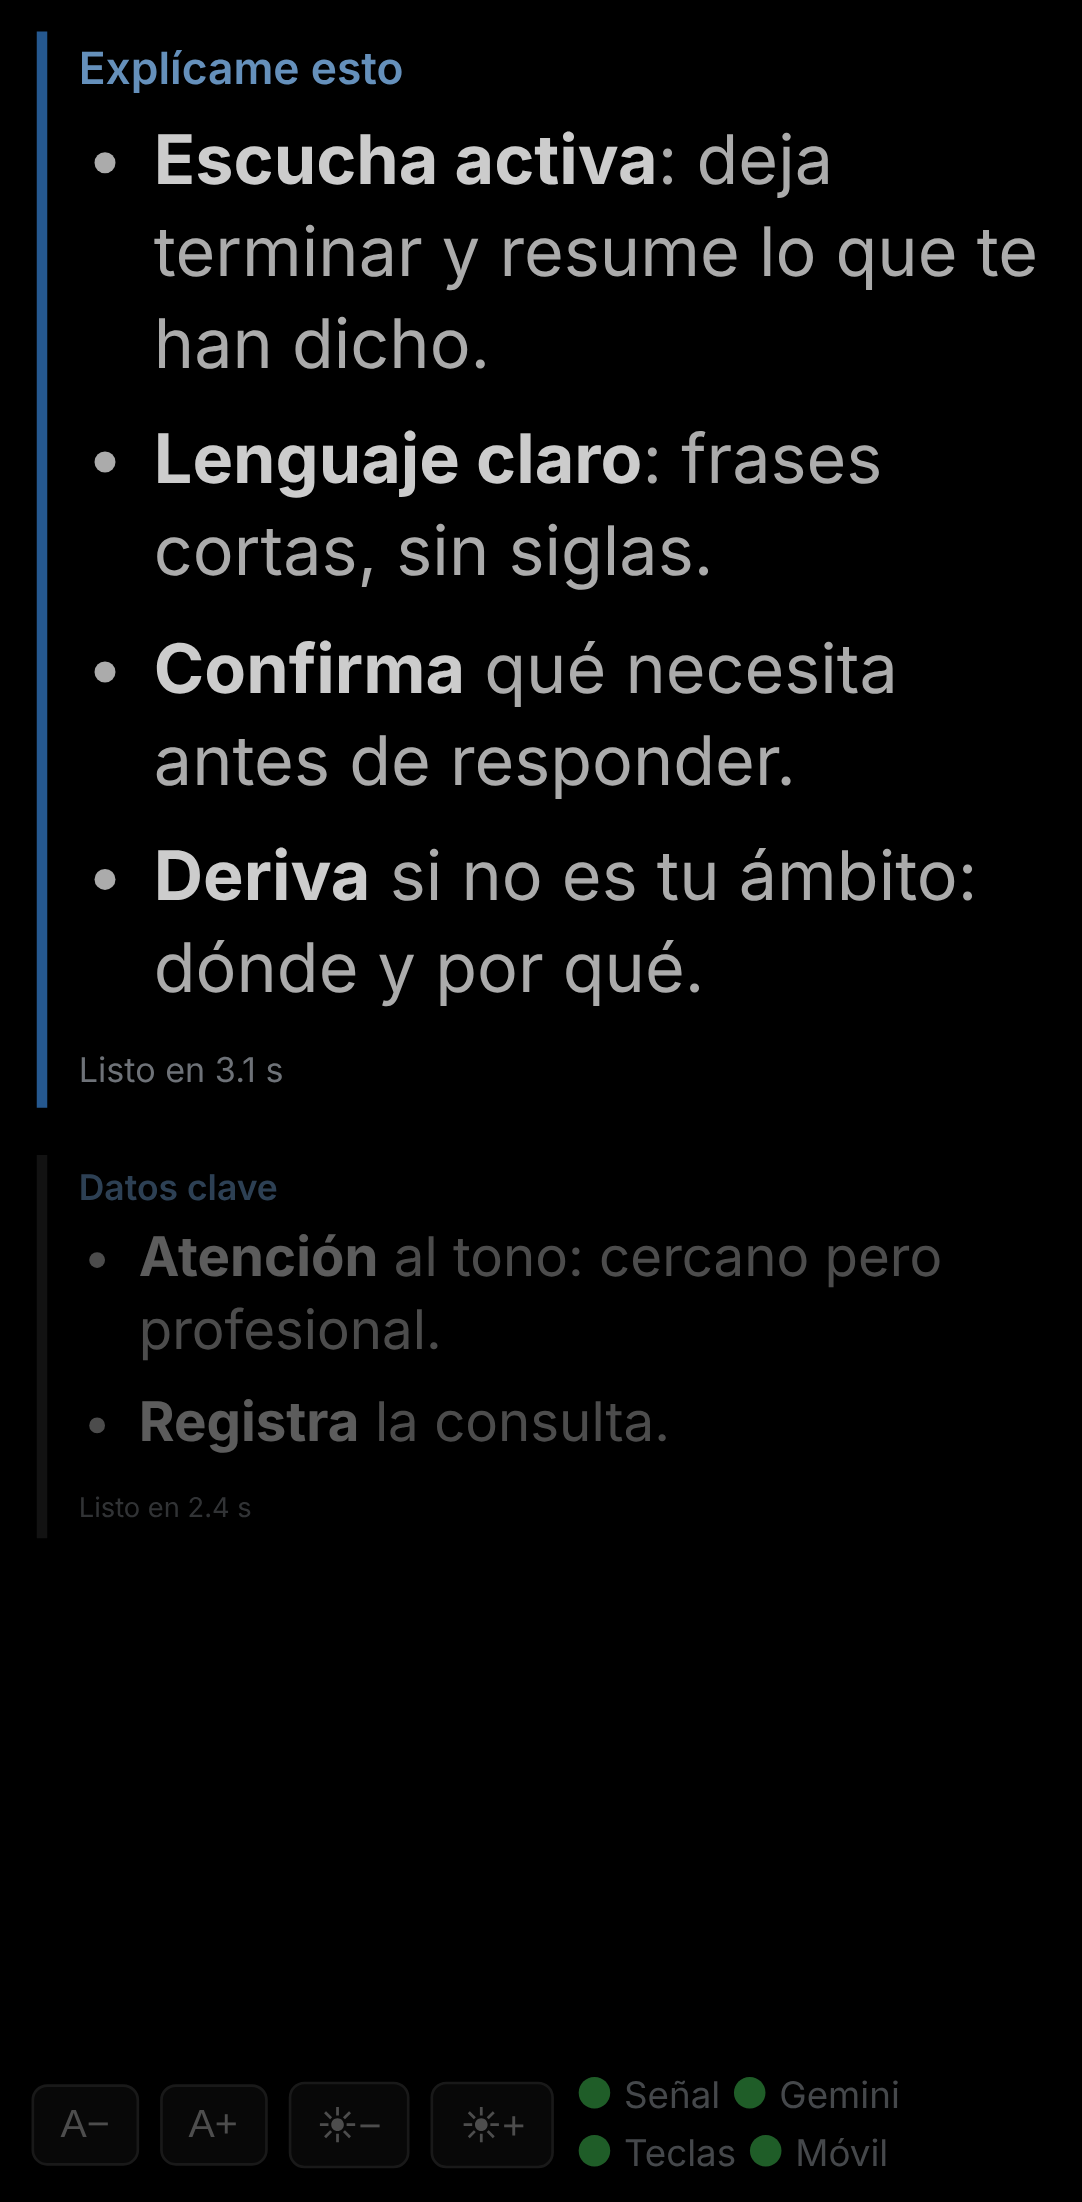 Explícame esto
• Escucha activa: deja
terminar y resume lo que te
han dicho.
• Lenguaje claro: frases
cortas, sin siglas.
• Confirma qué necesita
antes de responder.
• Deriva si no es tu ámbito:
dónde y por qué.
Listo en 3.1 s
Datos clave
• Atención al tono: cercano pero
profesional.
• Registra la consulta.
Listo en 2.4 s
A− A+ ☀− ☀+ Señal Gemini
Teclas Móvil